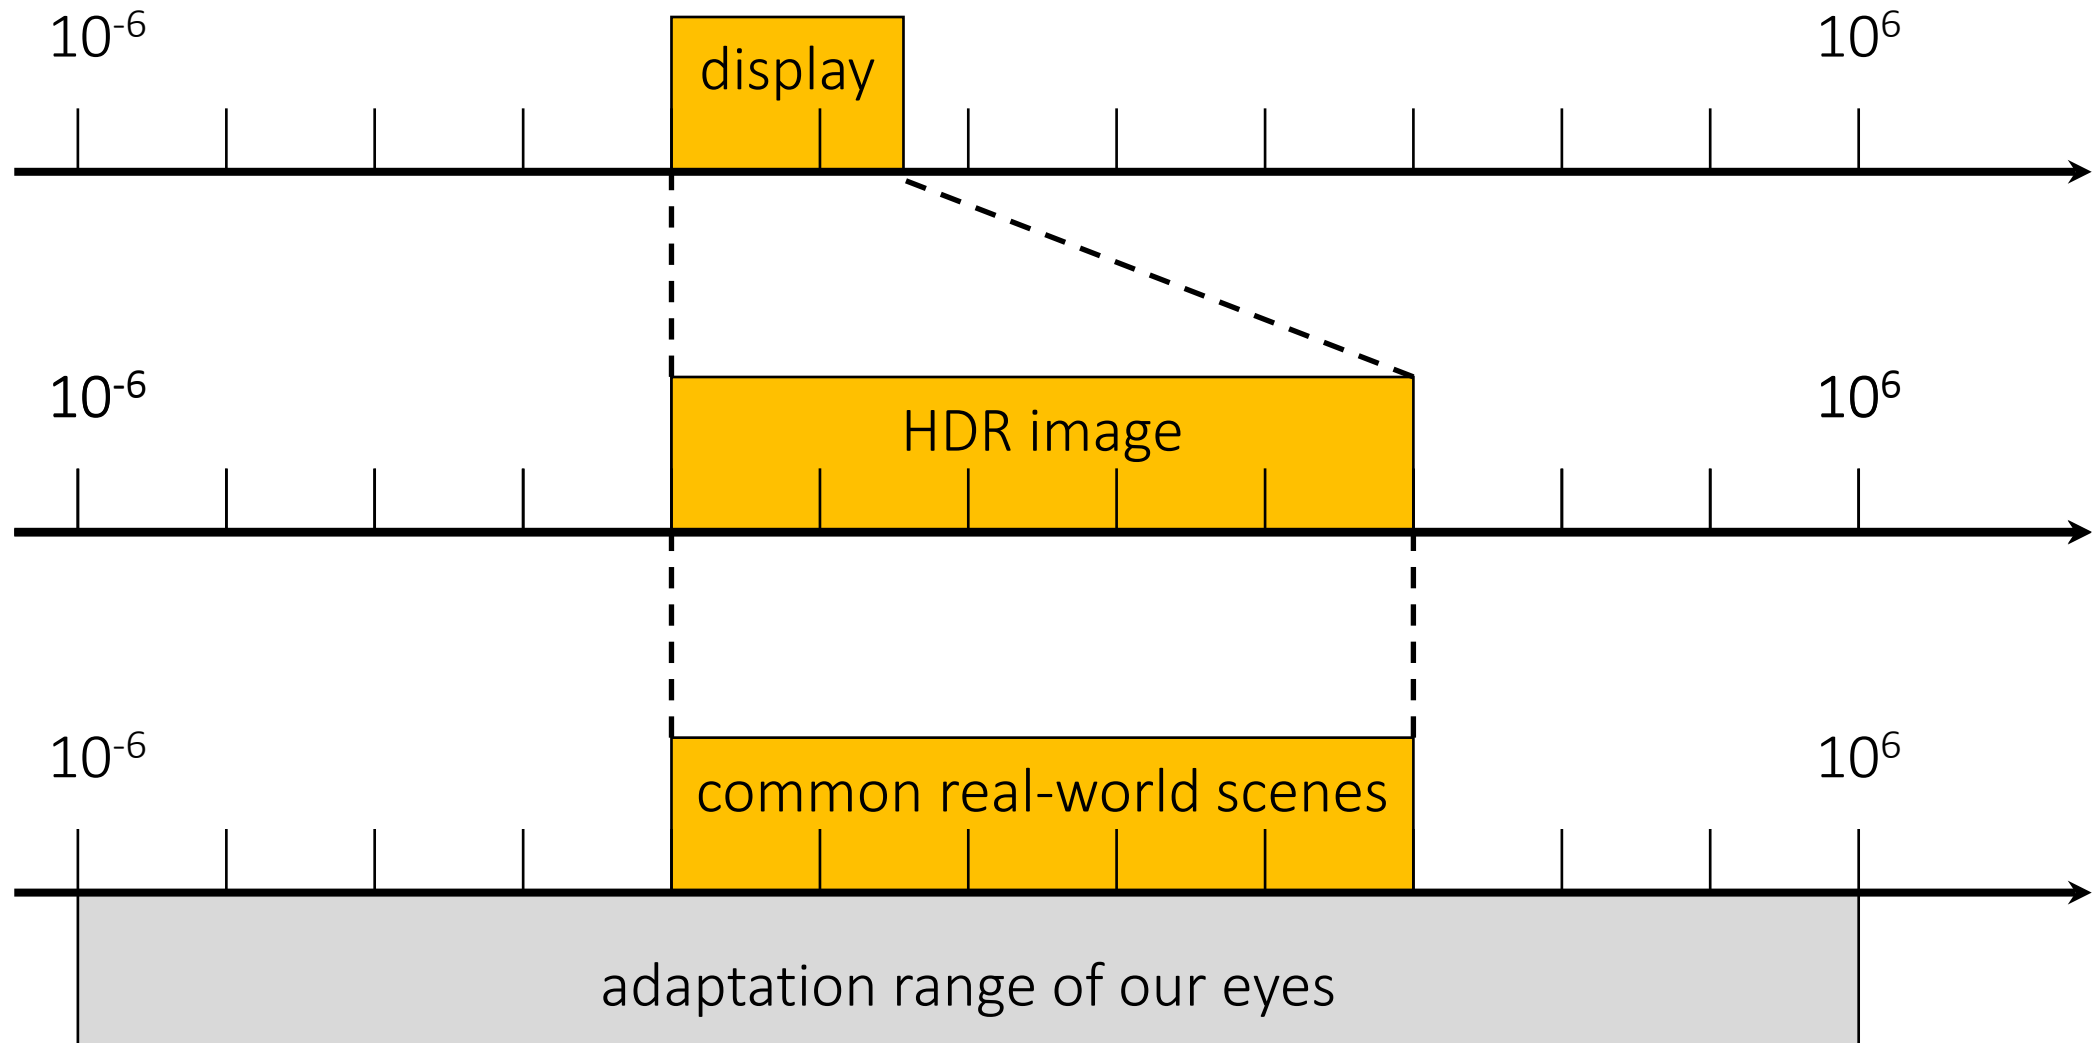 10⁻⁶ display 10⁶
10⁻⁶ HDR image 10⁶
10⁻⁶ common real-world scenes 10⁶
adaptation range of our eyes